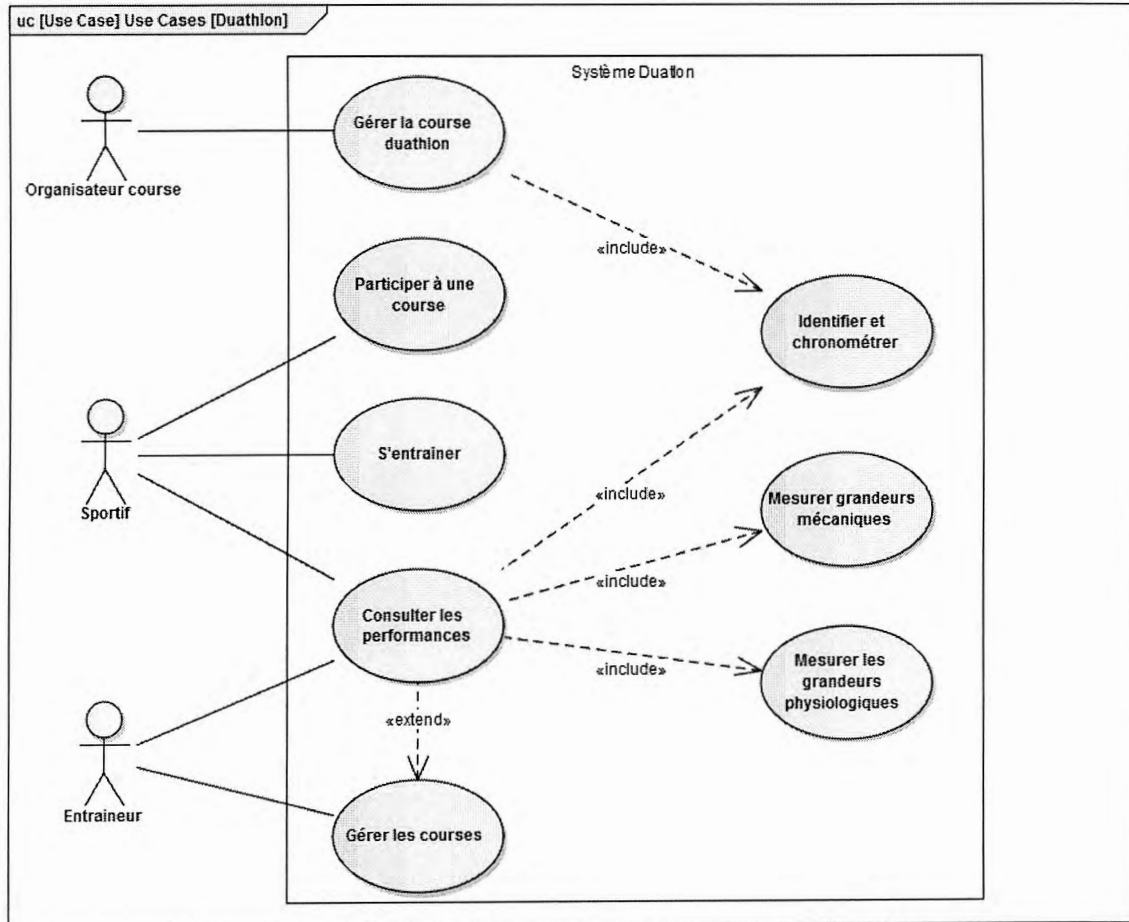 uc [Use Case] Use Cases [Duathlon]
Système Duation
Gérer la course
duathlon
Organisateur course
«include»
Participer à une
course
Identifier et
chronométrer
S'entrainer
Sportif
«include»
Mesurer grandeurs
mécaniques
«include»
Consulter les
performances
«include»
Mesurer les
grandeurs
physiologiques
«extend»
Entraineur
Gérer les courses